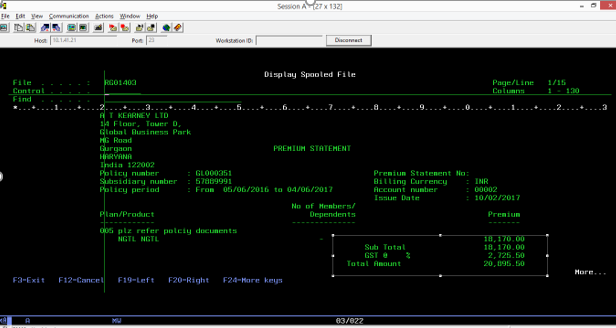 Session A - [27 x 132]
File Edit View Communication Actions Window Help
Host: 10.1.41.21 Port: 23 Workstation ID: Disconnect
Display Spooled File
File . . . . . : RG01403 Page/Line 1/15
Control . . . . . Columns 1 - 130
Find . . . . . .
*...+....1....+....2....+....3....+....4....+....5....+....6....+....7....+....8....+....9....+....0....+....1....+....2....+....3
A T KEARNEY LTD
14 Floor, Tower D,
Global Business Park
MG Road
Gurgaon PREMIUM STATEMENT
HARYANA
India 122002
Policy number : GL000351 Premium Statement No:
Subsidiary number : 57889991 Billing Currency : INR
Policy period : From 05/06/2016 to 04/06/2017 Account number : 00002
Issue Date : 10/02/2017
No of Members/
Plan/Product Dependents Premium
005 plz refer polciy documents 18,170.00
NGTL NGTL -
Sub Total 18,170.00
GST @ % 2,725.50
Total Amount 20,895.50
More...
F3=Exit F12=Cancel F19=Left F20=Right F24=More keys
A MW 03/022